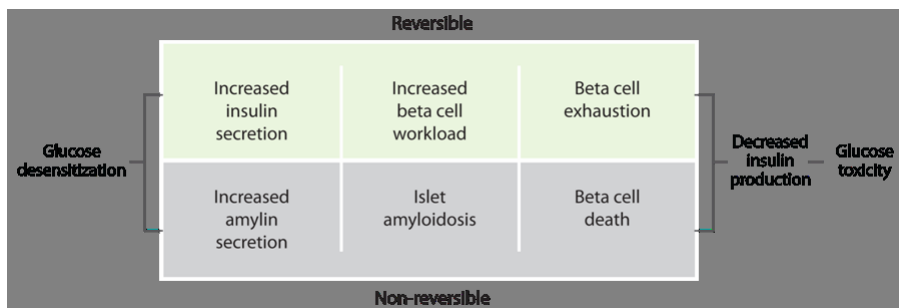 Reversible
Glucose
desensitization
Increased
insulin
secretion
Increased
beta cell
workload
Beta cell
exhaustion
Increased
amylin
secretion
Islet
amyloidosis
Beta cell
death
Decreased
insulin
production
Glucose
toxicity
Non-reversible